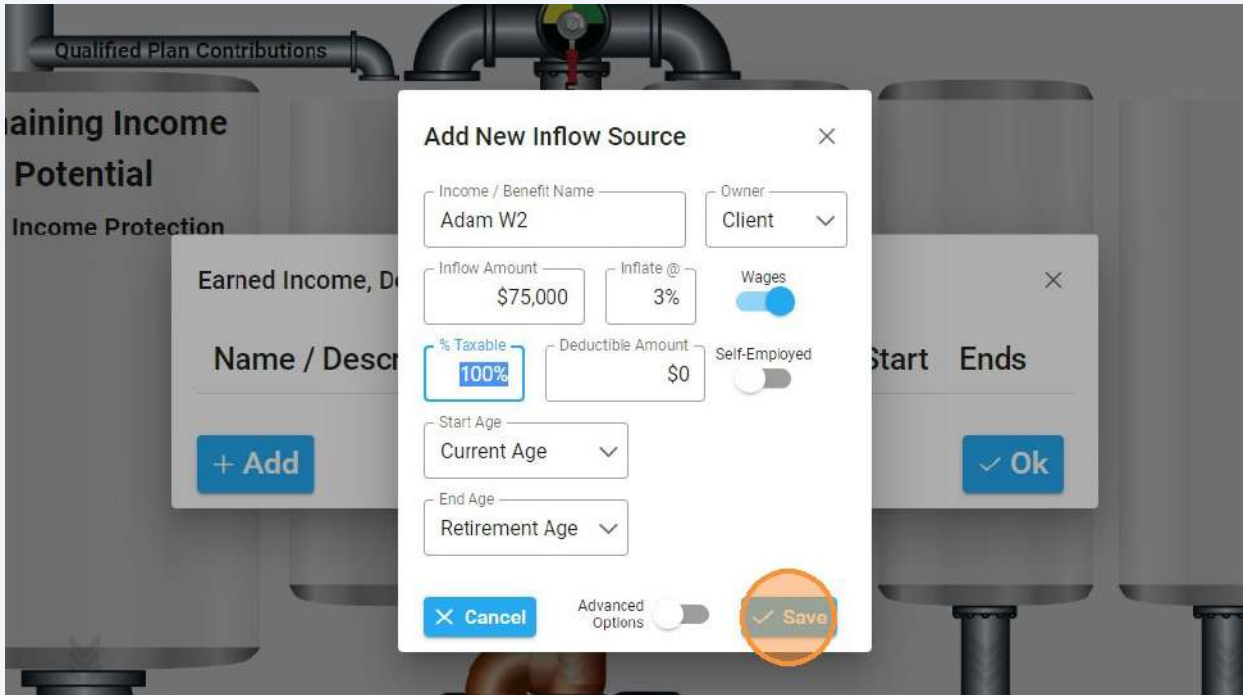 Qualified Plan Contributions
aining Income
Potential
Income Protection
Add New Inflow Source
Income / Benefit Name
Adam W2
Owner
Client
Inflow Amount
$75,000
Inflate @
3%
Wages
% Taxable
100%
Deductible Amount
$0
Self-Employed
Start Age
Current Age
End Age
Retirement Age
Cancel
Advanced
Options
Save
Earned Income, D
Name / Descr
Start
Ends
+ Add
Ok